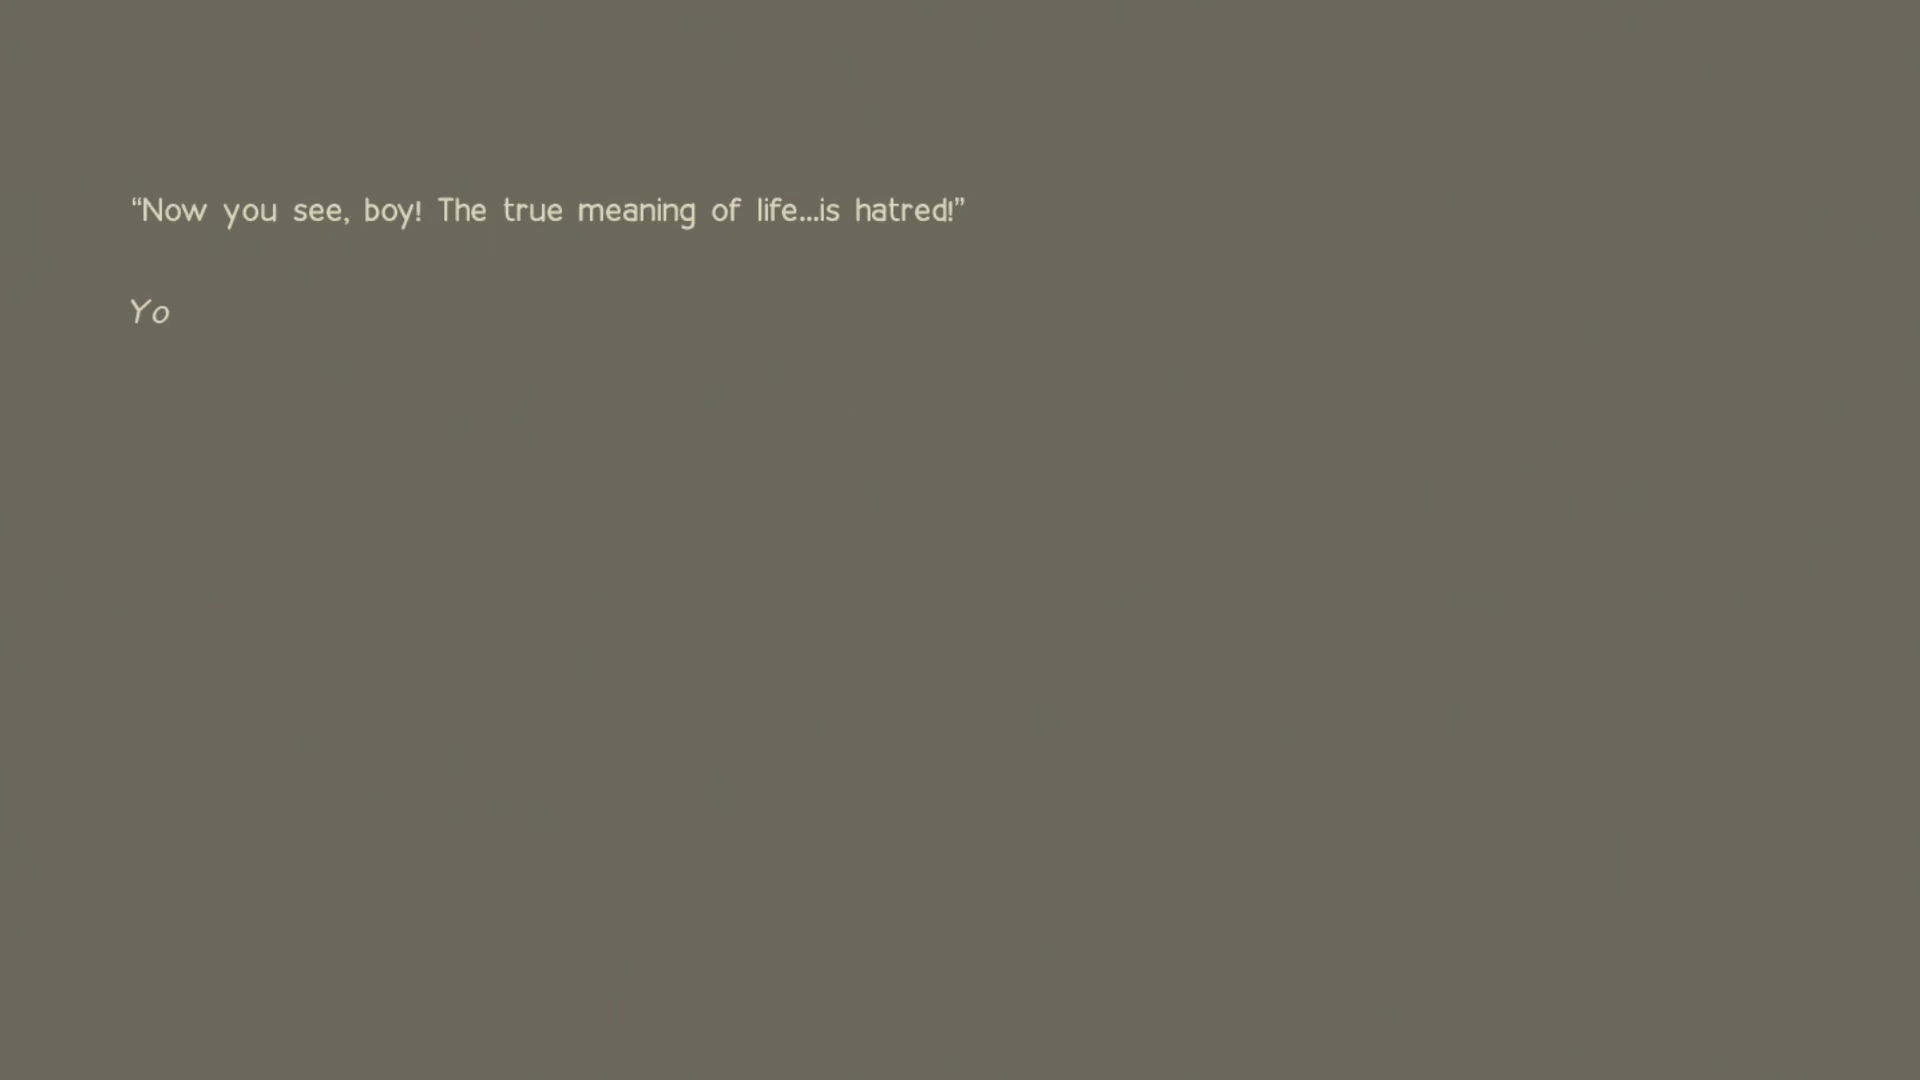 “Now you see, boy! The true meaning of life...is hatred!”
Yo